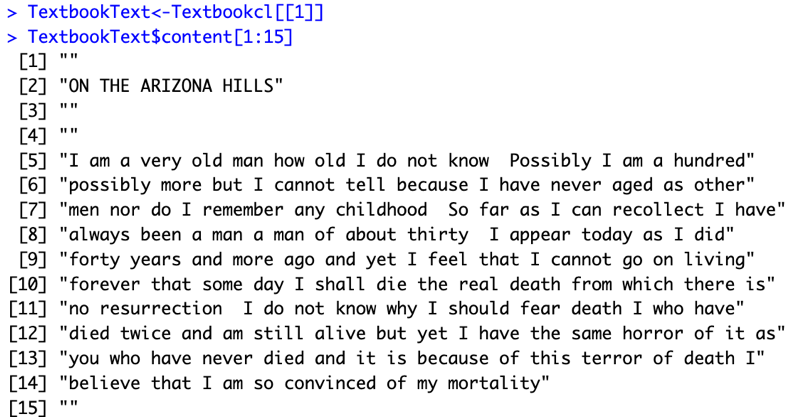 > TextbookText<-Textbookcl[[1]]
> TextbookText$content[1:15]
[1] ""
[2] "ON THE ARIZONA HILLS"
[3] ""
[4] ""
[5] "I am a very old man how old I do not know  Possibly I am a hundred"
[6] "possibly more but I cannot tell because I have never aged as other"
[7] "men nor do I remember any childhood  So far as I can recollect I have"
[8] "always been a man a man of about thirty  I appear today as I did"
[9] "forty years and more ago and yet I feel that I cannot go on living"
[10] "forever that some day I shall die the real death from which there is"
[11] "no resurrection  I do not know why I should fear death I who have"
[12] "died twice and am still alive but yet I have the same horror of it as"
[13] "you who have never died and it is because of this terror of death I"
[14] "believe that I am so convinced of my mortality"
[15] ""